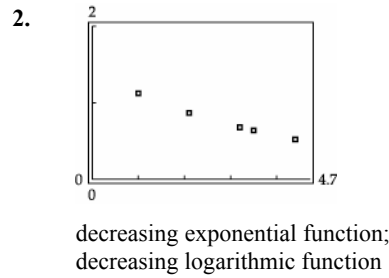 2.
2
0
4.7
0
decreasing exponential function;
decreasing logarithmic function